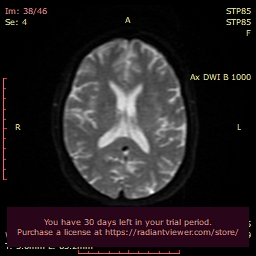 Im: 38/46
Se: 4
A
STP85
STP85
F
Ax DWI B 1000
R
L
You have 30 days left in your trial period.
Purchase a license at https://radiantviewer.com/store/